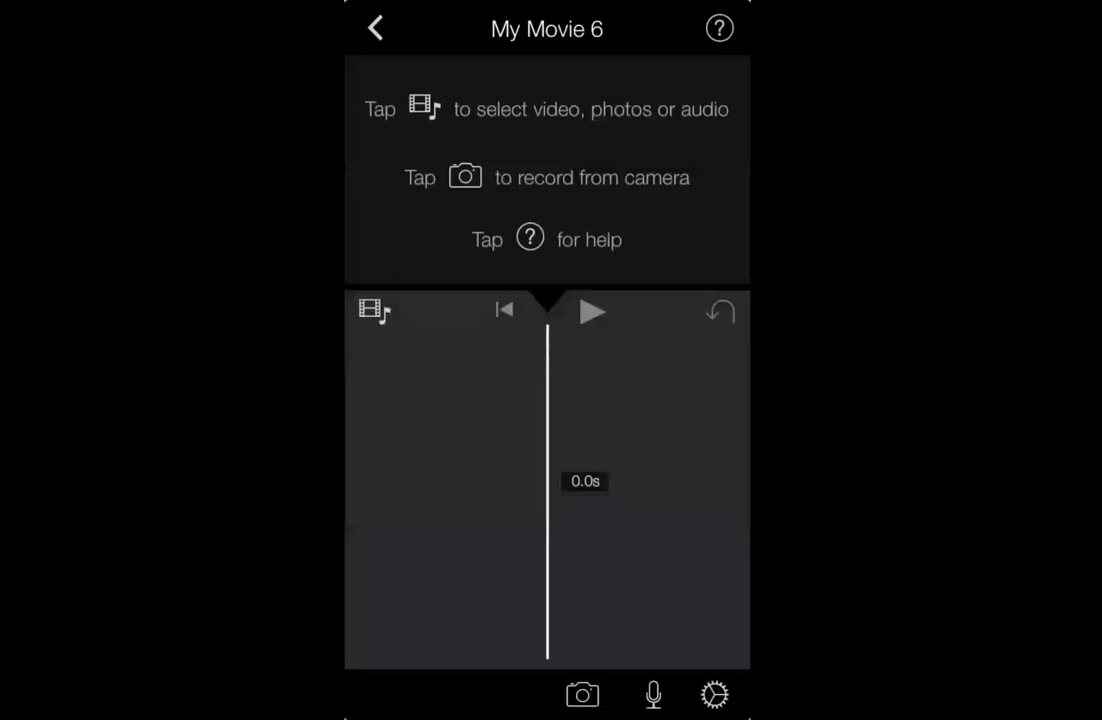 My Movie 6
?
Tap to select video, photos or audio
Tap to record from camera
Tap ? for help
0.0s